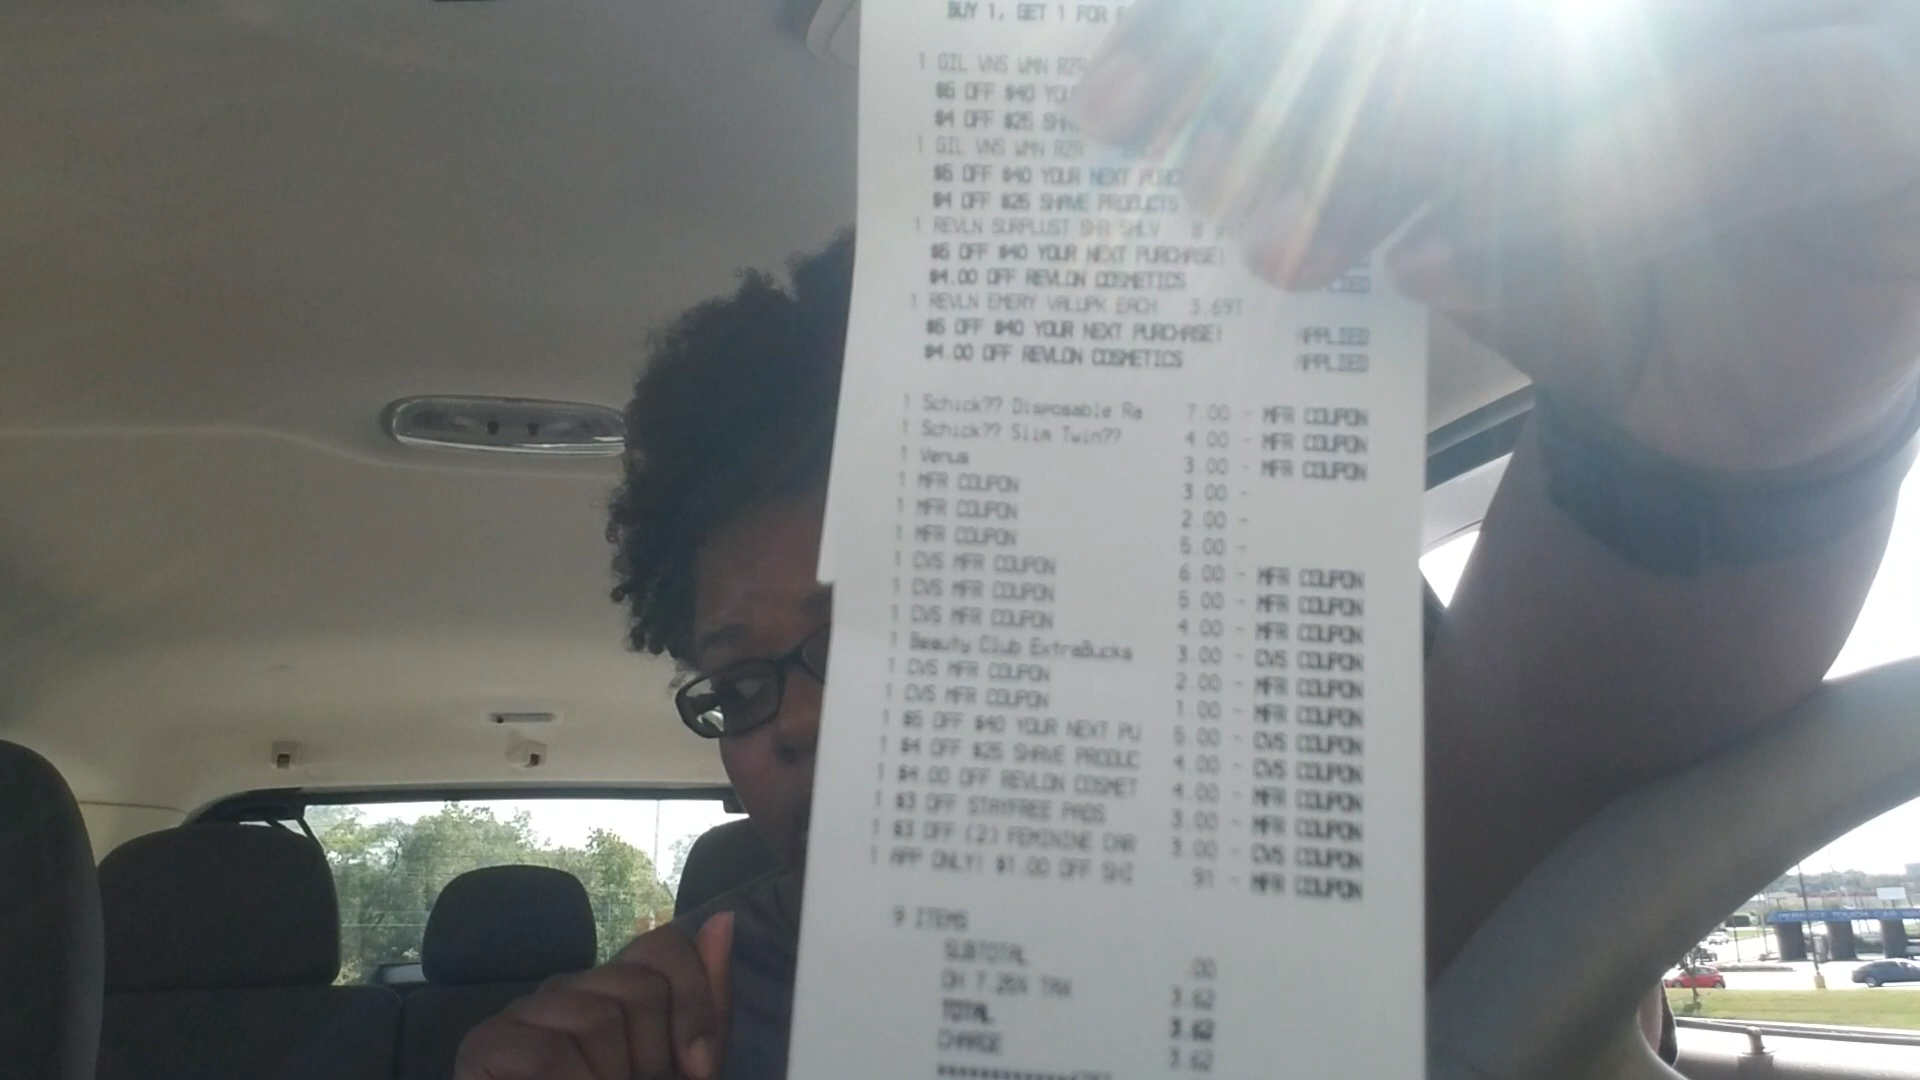 BUY 1, GET 1 FOR
1 GIL VNS WMN RZR
$5 OFF $40 YOU
$4 OFF $25 SHA
1 GIL VNS WMN RZR
$5 OFF $40 YOUR NEXT PURC
$4 OFF $25 SHAVE PRODUCTS
1 REVLN SURPLUST SHR SHLV 8
$5 OFF $40 YOUR NEXT PURCHASE!
$4.00 OFF REVLON COSMETICS
1 REVLN EMERY VALUPK EACH 3.69T
$5 OFF $40 YOUR NEXT PURCHASE! APPLIED
$4.00 OFF REVLON COSMETICS APPLIED
1 Schick?? Disposable Ra 7.00 - MFR COUPON
1 Schick?? Slim Twin?? 4.00 - MFR COUPON
1 Venus 3.00 - MFR COUPON
1 MFR COUPON 3.00 -
1 MFR COUPON 2.00 -
1 MFR COUPON 5.00 -
1 CVS MFR COUPON 6.00 - MFR COUPON
1 CVS MFR COUPON 5.00 - MFR COUPON
1 CVS MFR COUPON 4.00 - MFR COUPON
1 Beauty Club ExtraBucks 3.00 - CVS COUPON
1 CVS MFR COUPON 2.00 - MFR COUPON
1 CVS MFR COUPON 1.00 - MFR COUPON
1 $5 OFF $40 YOUR NEXT PU 5.00 - CVS COUPON
1 $4 OFF $25 SHAVE PRODUC 4.00 - CVS COUPON
1 $4.00 OFF REVLON COSMET 4.00 - MFR COUPON
1 $3 OFF STAYFREE PADS 3.00 - MFR COUPON
1 $3 OFF (2) FEMININE CAR 3.00 - CVS COUPON
1 APP ONLY! $1.00 OFF SHI .91 - MFR COUPON
9 ITEMS
SUBTOTAL .00
OH 7.25% TAX 3.62
TOTAL 3.62
CHARGE 3.62
PERFECT TOUCH CAR WA